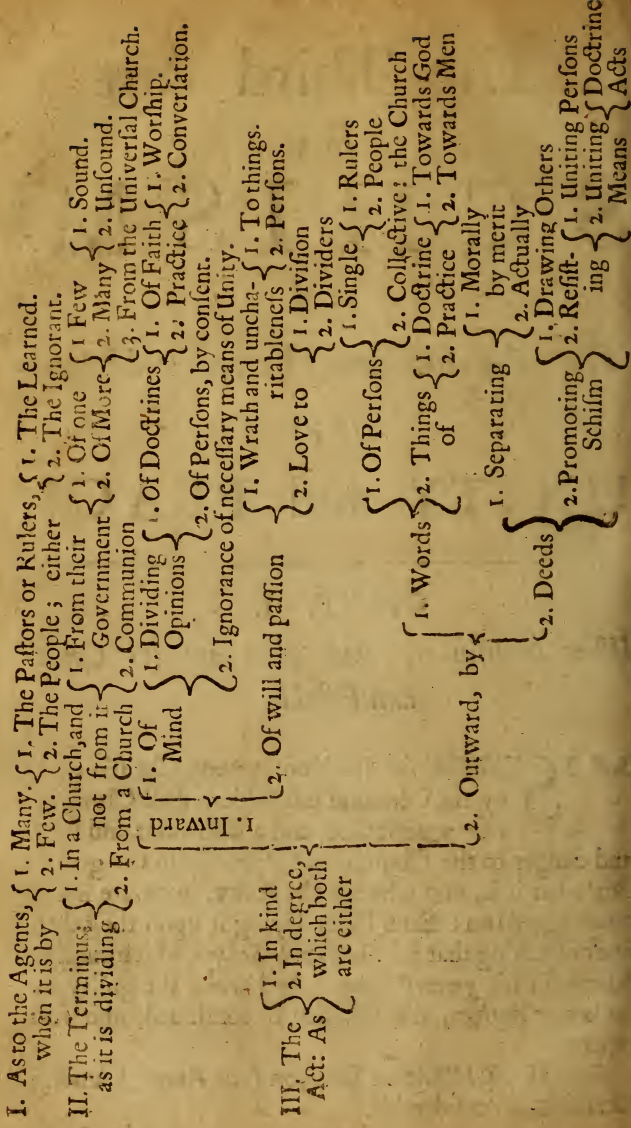 I. As to the Agents, { 1. Many. { 1. The Paſtors or Rulers, { 1. The Learned.
when it is by { 2. Few. { 2. The People; either { 2. The Ignorant.
II. The Terminus; { 1. In a Church, and { 1. From their { 1. Of one { 1 Few { 1. Sound.
as it is dividing not from it Government { 2. Of More { 2. Many { 2. Unſound.
2. From a Church { 2. Communion 3. From the Univerſal Church.
1. Of { 1. Dividing { 1. Of Doctrines { 1. Of Faith { 1. Worſhip.
Mind Opinions 2. Practice { 2. Converſation.
2. Of Perſons, by conſent.
2. Ignorance of neceſſary means of Unity.
1. Inward
2. Of will and paſſion
1. Wrath and uncha- { 1. To things.
ritableneſs { 2. Perſons.
2. Love to { 1. Diviſion
2. Dividers
III. The { 1. In kind
Act: As { 2. In degree,
which both
are either
2. Outward, by
1. Words
1. Of Perſons { 1. Single { 1. Rulers
2. People
2. Collective: the Church
2. Things { 1. Doctrine { 1. Towards God
of { 2. Practice { 2. Towards Men
2. Deeds
1. Separating { 1. Morally
by merit
2. Actually
2. Promoting { 1. Drawing Others
Schiſm { 2. Reſiſt- { 1. Uniting Perſons
ing { 2. Uniting { Doctrine
Means { Acts